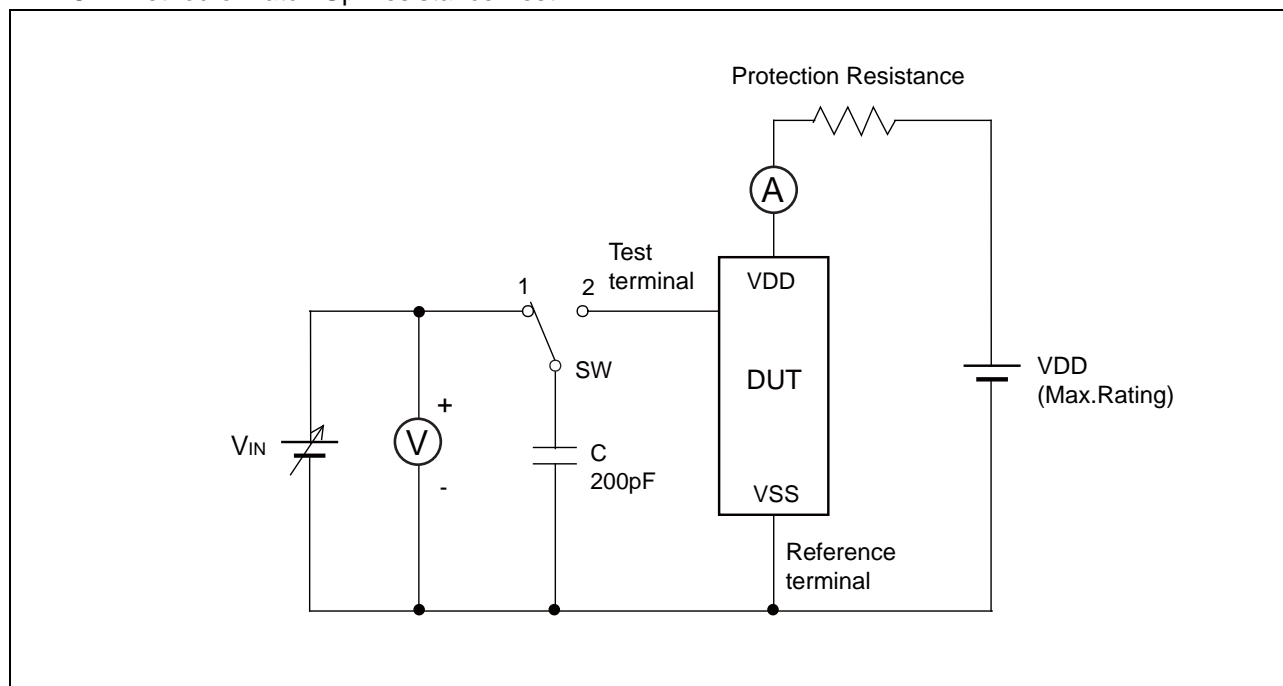 Protection Resistance
A
Test
terminal
VDD
1
2
SW
DUT
VDD
(Max.Rating)
+
V
-
VIN
C
200pF
VSS
Reference
terminal